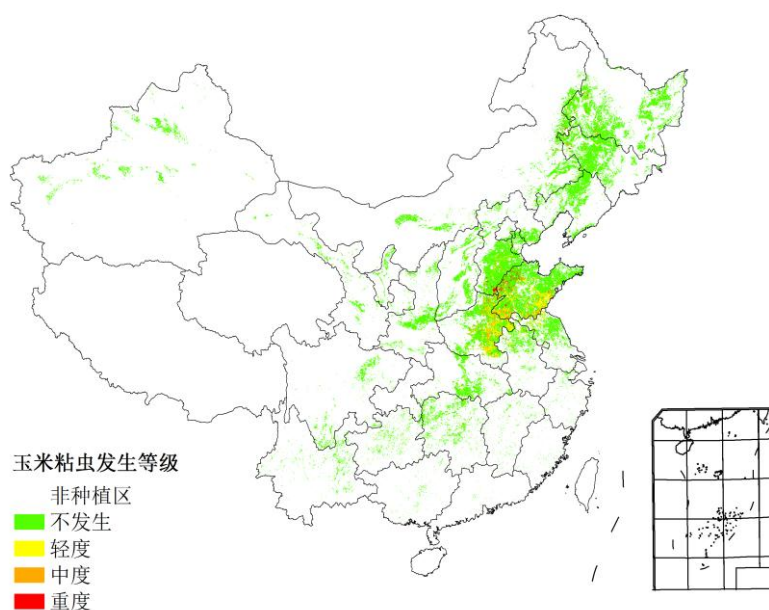 玉米粘虫发生等级
非种植区
不发生
轻度
中度
重度